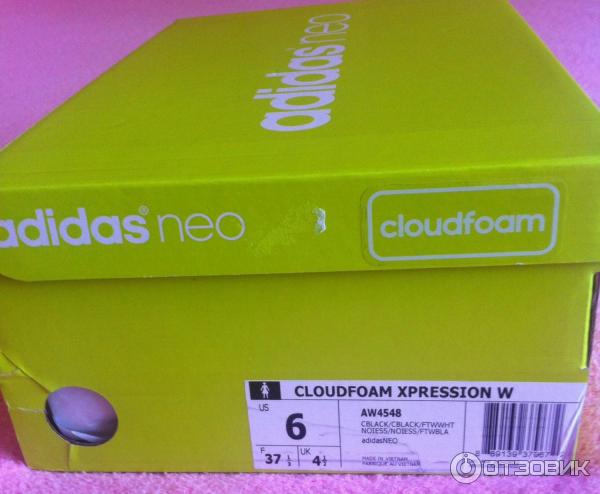 adidas neo
adidas® neo
cloudfoam
CLOUDFOAM XPRESSION W
US
6
F
37 1/3
UK
4 1/2
AW4548
CBLACK/CBLACK/FTWWHT
NOIESS/NOIESS/FTWBLA
adidasNEO
MADE IN VIETNAM
FABRIQUE AU VIETNAM
ОТЗОВИК